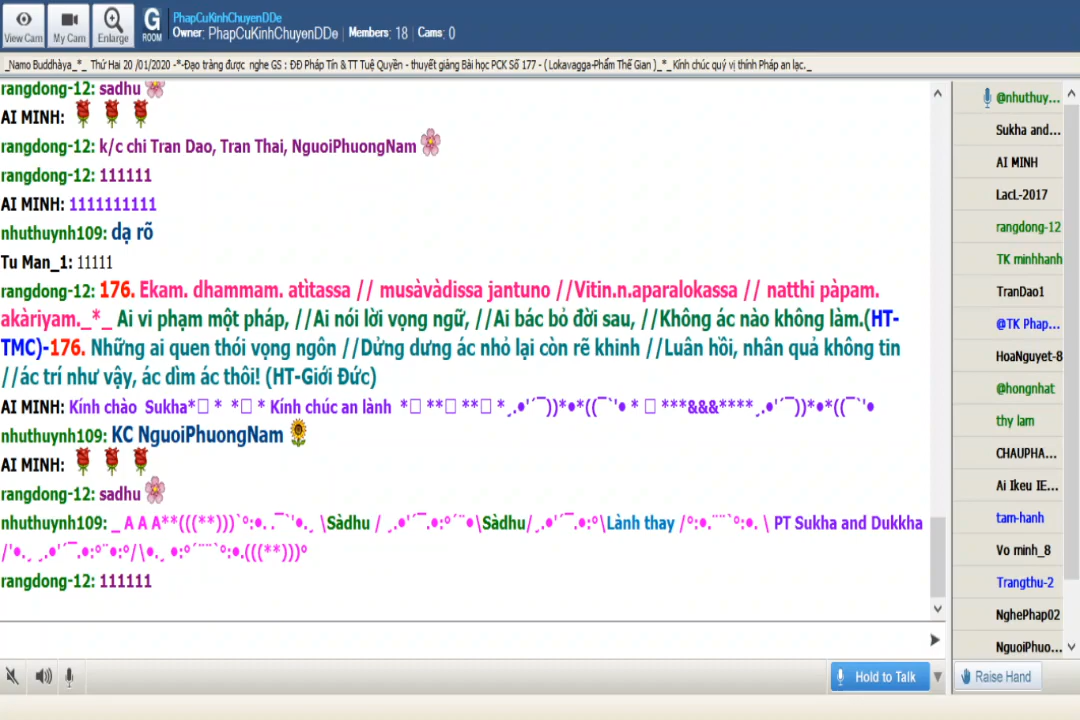 View Cam
My Cam
Enlarge
G
ROOM
PhapCuKinhChuyenDDe
Owner: PhapCuKinhChuyenDDe | Members: 18 | Cams: 0
_Namo Buddhàya_*_ Thứ Hai 20 /01/2020 -*-Đạo tràng được nghe GS : ĐĐ Pháp Tín & TT Tuệ Quyền - thuyết giảng Bài học PCK Số 177 - ( Lokavagga-Phẩm Thế Gian )_*_Kính chúc quý vị thính Pháp an lạc._
rangdong-12: sadhu
AI MINH:
rangdong-12: k/c chi Tran Dao, Tran Thai, NguoiPhuongNam
rangdong-12: 111111
AI MINH: 1111111111
nhuthuynh109: dạ rõ
Tu Man_1: 11111
rangdong-12: 176. Ekam. dhammam. atìtassa // musàvàdissa jantuno //Vitin.n.aparalokassa // natthi pàpam.
akàriyam._*_ Ai vi phạm một pháp, //Ai nói lời vọng ngữ, //Ai bác bỏ đời sau, //Không ác nào không làm.(HT-
TMC)-176. Những ai quen thói vọng ngôn //Dửng dưng ác nhỏ lại còn rẽ khinh //Luân hồi, nhân quả không tin
//ác trí như vậy, ác dìm ác thôi! (HT-Giới Đức)
AI MINH: Kính chào Sukha*□ * *□ * Kính chúc an lành *□ **□ **□ *¸.•'´¯))*•*((¯`'• * □ ***&&&****¸.•'´¯))*•*((¯`'•
nhuthuynh109: KC NguoiPhuongNam
AI MINH:
rangdong-12: sadhu
nhuthuynh109: _ A A A**(((**)))`°:•. .¯`'•.¸ \Sàdhu / ¸.•'´¯.•:°´¨•\Sàdhu/¸.•'´¯.•:°\Lành thay /°:•.¨¨`°:•. \ PT Sukha and Dukkha
/'•.¸ ¸.•'´¯.•:°¨•:°/\•.¸ •:°´¨¨`°:•.(((**)))°
rangdong-12: 111111
@nhuthuy...
Sukha and...
AI MINH
LacL-2017
rangdong-12
TK minhhanh
TranDao1
@TK Phap...
HoaNguyet-8
@hongnhat
thy lam
CHAUPHA...
Ai Ikeu IE...
tam-hanh
Vo minh_8
Trangthu-2
NghePhap02
NguoiPhuo...
Hold to Talk
Raise Hand